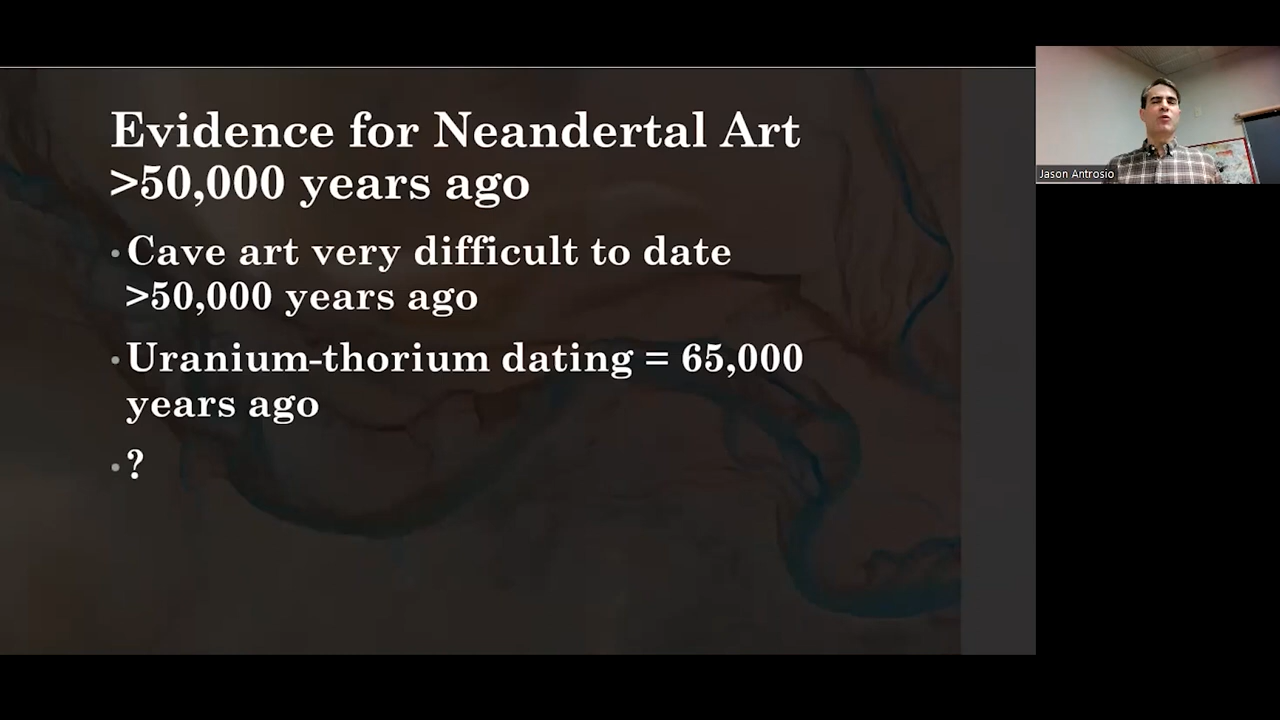 Evidence for Neandertal Art
>50,000 years ago
•Cave art very difficult to date
>50,000 years ago
•Uranium-thorium dating = 65,000
years ago
•?
Jason Antrosio